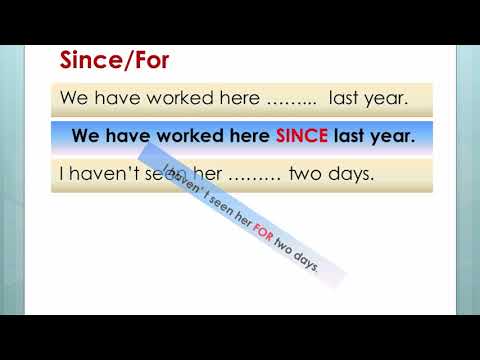 Since/For
We have worked here ……... last year.
We have worked here SINCE last year.
I haven’t seen her ……… two days.
I haven’t seen her FOR two days.